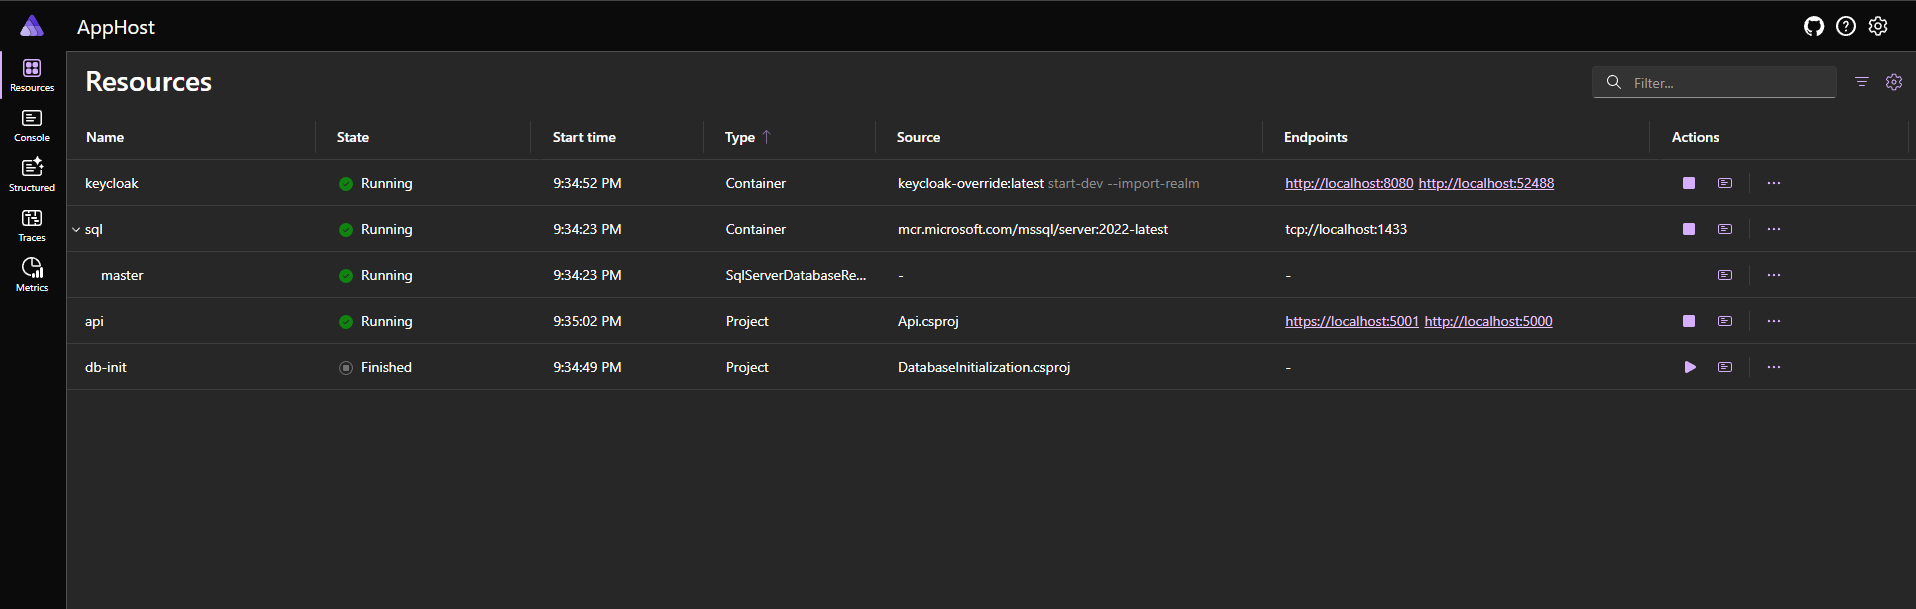 AppHost
Resources
Console
Structured
Traces
Metrics
Resources
Filter...
Name State Start time Type Source Endpoints Actions
keycloak Running 9:34:52 PM Container keycloak-override:latest start-dev --import-realm http://localhost:8080 http://localhost:52488
sql Running 9:34:23 PM Container mcr.microsoft.com/mssql/server:2022-latest tcp://localhost:1433
master Running 9:34:23 PM SqlServerDatabaseRe... - -
api Running 9:35:02 PM Project Api.csproj https://localhost:5001 http://localhost:5000
db-init Finished 9:34:49 PM Project DatabaseInitialization.csproj -